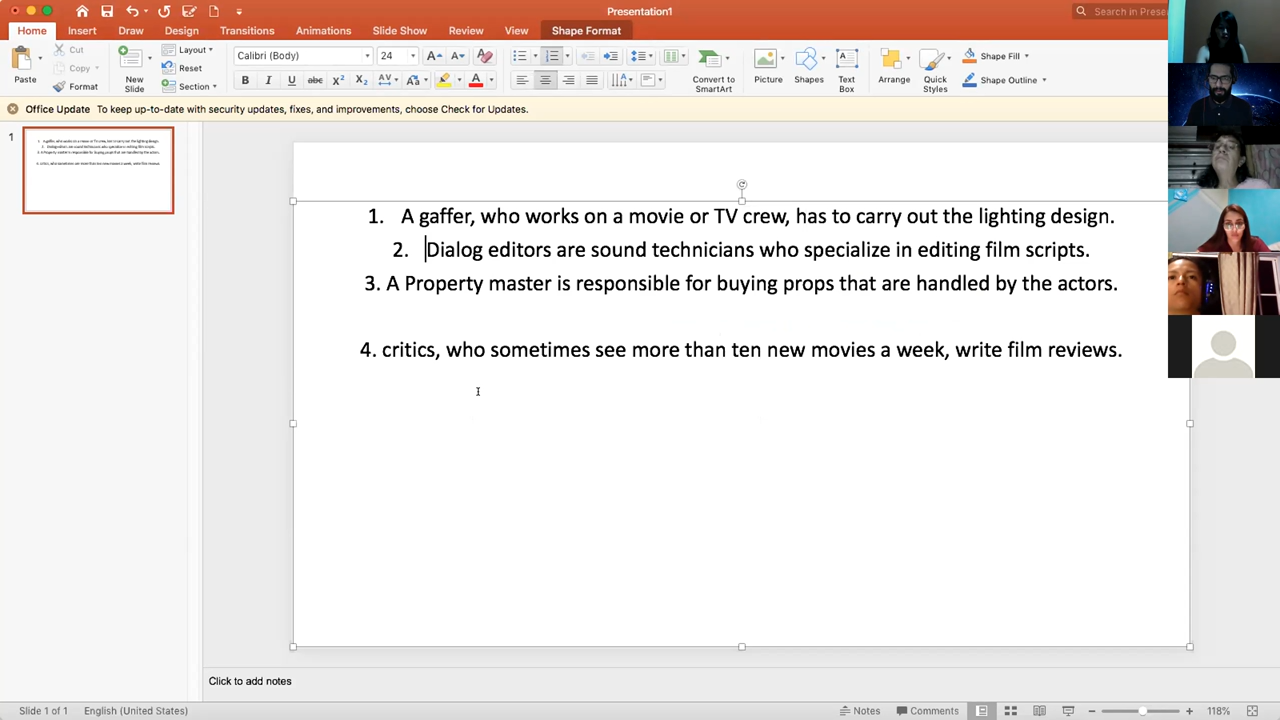 Presentation1
Search in Prese
Home Insert Draw Design Transitions Animations Slide Show Review View Shape Format
Paste
Cut
Copy
Format
New Slide
Layout
Reset
Section
Calibri (Body) 24
Convert to SmartArt
Picture
Shapes
Text Box
Arrange
Quick Styles
Shape Fill
Shape Outline
Office Update To keep up-to-date with security updates, fixes, and improvements, choose Check for Updates.
1
1. A gaffer, who works on a movie or TV crew, has to carry out the lighting design.
2. Dialog editors are sound technicians who specialize in editing film scripts.
3. A Property master is responsible for buying props that are handled by the actors.
4. critics, who sometimes see more than ten new movies a week, write film reviews.
Click to add notes
Slide 1 of 1 English (United States) Notes Comments 118%